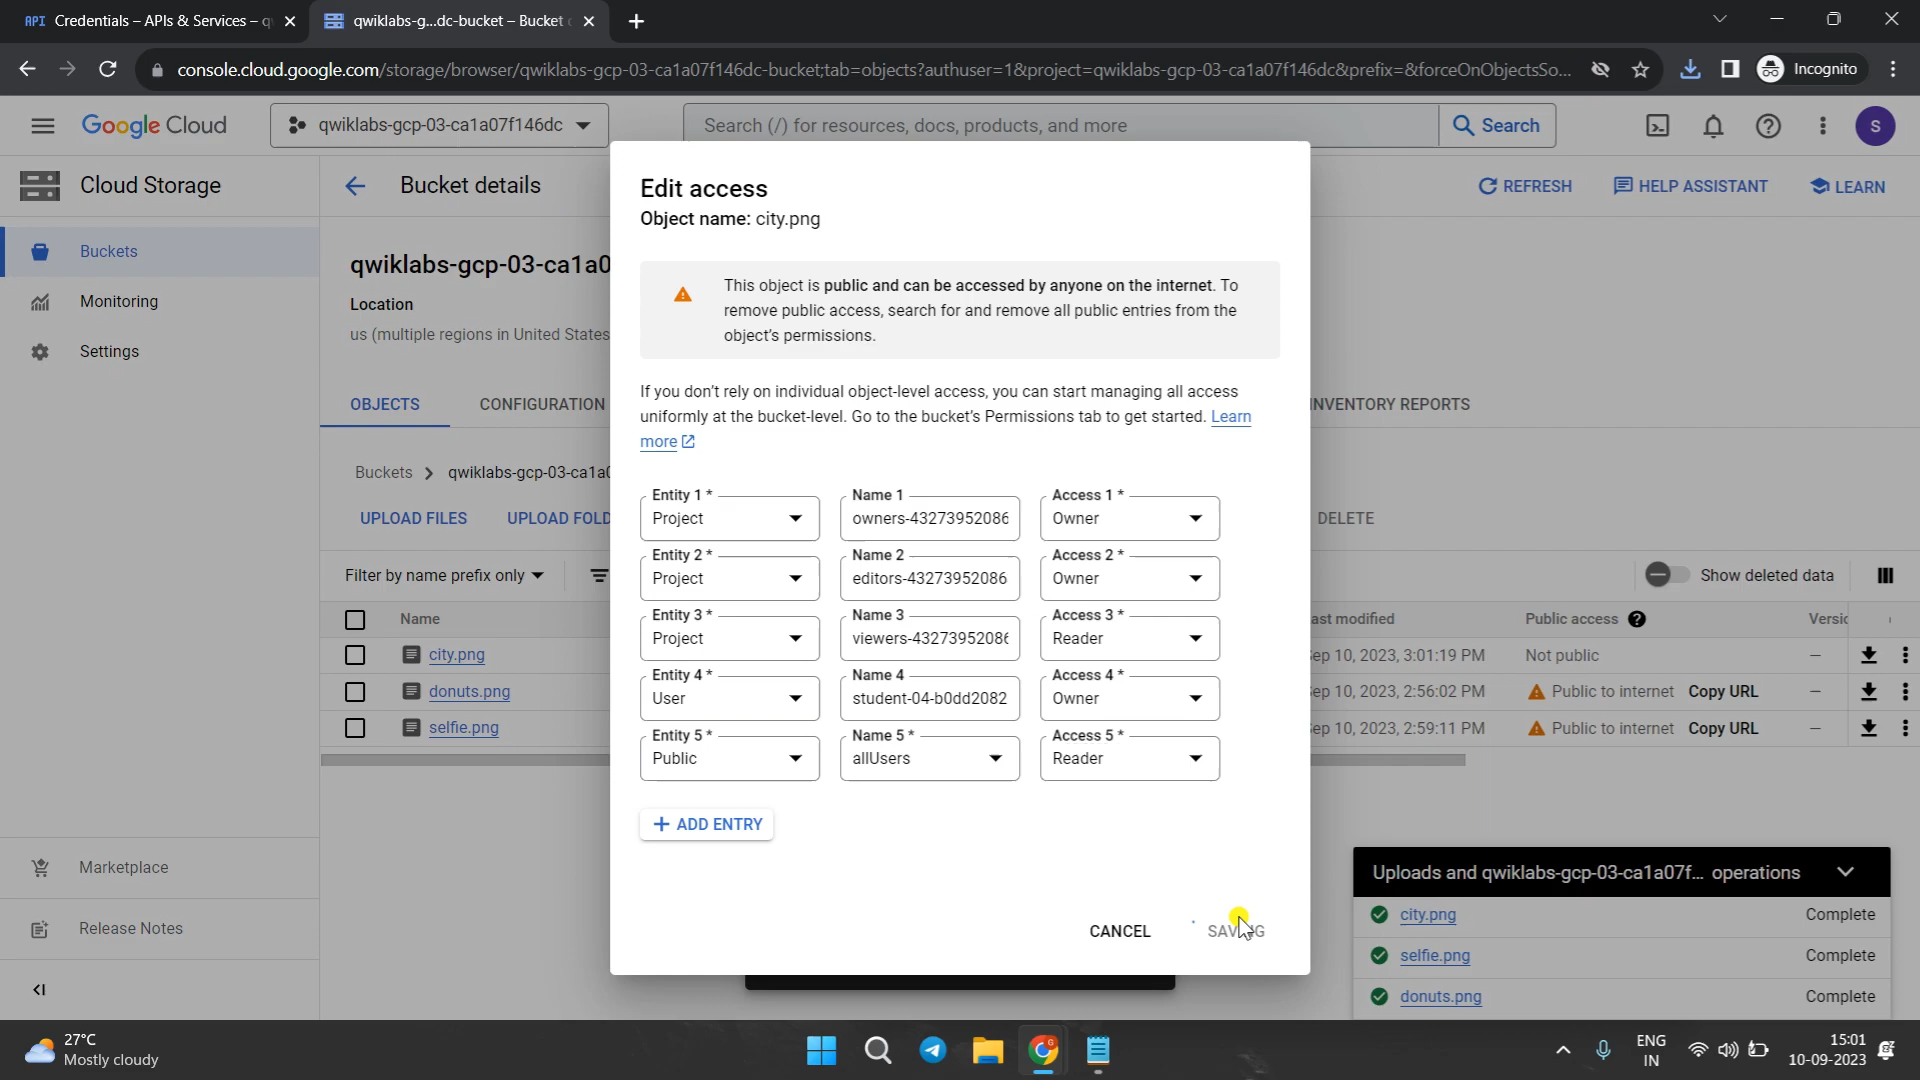 Credentials – APIs & Services – q
qwiklabs-g...dc-bucket – Bucket
console.cloud.google.com/storage/browser/qwiklabs-gcp-03-ca1a07f146dc-bucket;tab=objects?authuser=1&project=qwiklabs-gcp-03-ca1a07f146dc&prefix=&forceOnObjectsSo...
Incognito
Google Cloud
qwiklabs-gcp-03-ca1a07f146dc
Search (/) for resources, docs, products, and more
Search
S
Cloud Storage
Bucket details
REFRESH
HELP ASSISTANT
LEARN
Buckets
Monitoring
Settings
Marketplace
Release Notes
qwiklabs-gcp-03-ca1a0
Location
us (multiple regions in United States
OBJECTS
CONFIGURATION
INVENTORY REPORTS
Buckets > qwiklabs-gcp-03-ca1a0
UPLOAD FILES
UPLOAD FOLD
DELETE
Filter by name prefix only
Show deleted data
Name
ast modified
Public access
Versic
city.png
ep 10, 2023, 3:01:19 PM
Not public
–
donuts.png
ep 10, 2023, 2:56:02 PM
Public to internet
Copy URL
–
selfie.png
ep 10, 2023, 2:59:11 PM
Public to internet
Copy URL
–
Edit access
Object name: city.png
This object is public and can be accessed by anyone on the internet. To
remove public access, search for and remove all public entries from the
object's permissions.
If you don't rely on individual object-level access, you can start managing all access
uniformly at the bucket-level. Go to the bucket's Permissions tab to get started. Learn
more
Entity 1 *
Name 1
Access 1 *
Project
owners-43273952086
Owner
Entity 2 *
Name 2
Access 2 *
Project
editors-43273952086
Owner
Entity 3 *
Name 3
Access 3 *
Project
viewers-43273952086
Reader
Entity 4 *
Name 4
Access 4 *
User
student-04-b0dd2082
Owner
Entity 5 *
Name 5 *
Access 5 *
Public
allUsers
Reader
+ ADD ENTRY
CANCEL
SAVING
Uploads and qwiklabs-gcp-03-ca1a07f... operations
city.png
Complete
selfie.png
Complete
donuts.png
Complete
27°C
Mostly cloudy
ENG
IN
15:01
10-09-2023